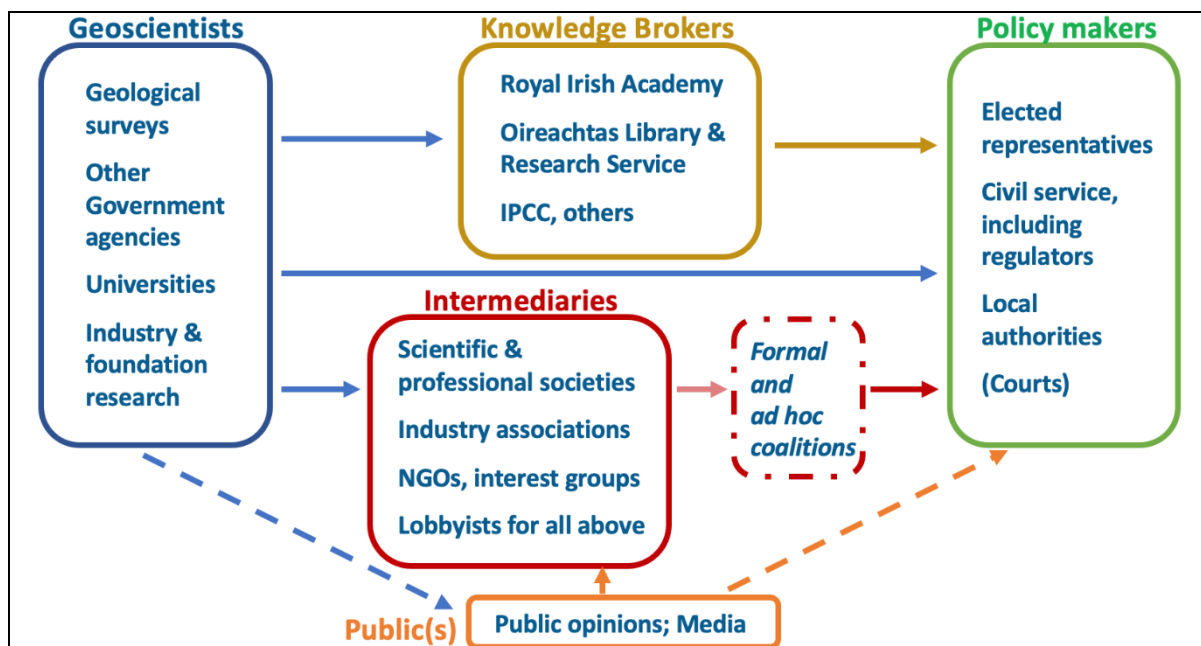 Geoscientists
Geological
surveys
Other
Government
agencies
Universities
Industry &
foundation
research
Knowledge Brokers
Royal Irish Academy
Oireachtas Library &
Research Service
IPCC, others
Intermediaries
Scientific &
professional societies
Industry associations
NGOs, interest groups
Lobbyists for all above
Formal
and
ad hoc
coalitions
Policy makers
Elected
representatives
Civil service,
including
regulators
Local
authorities
(Courts)
Public(s)
Public opinions; Media